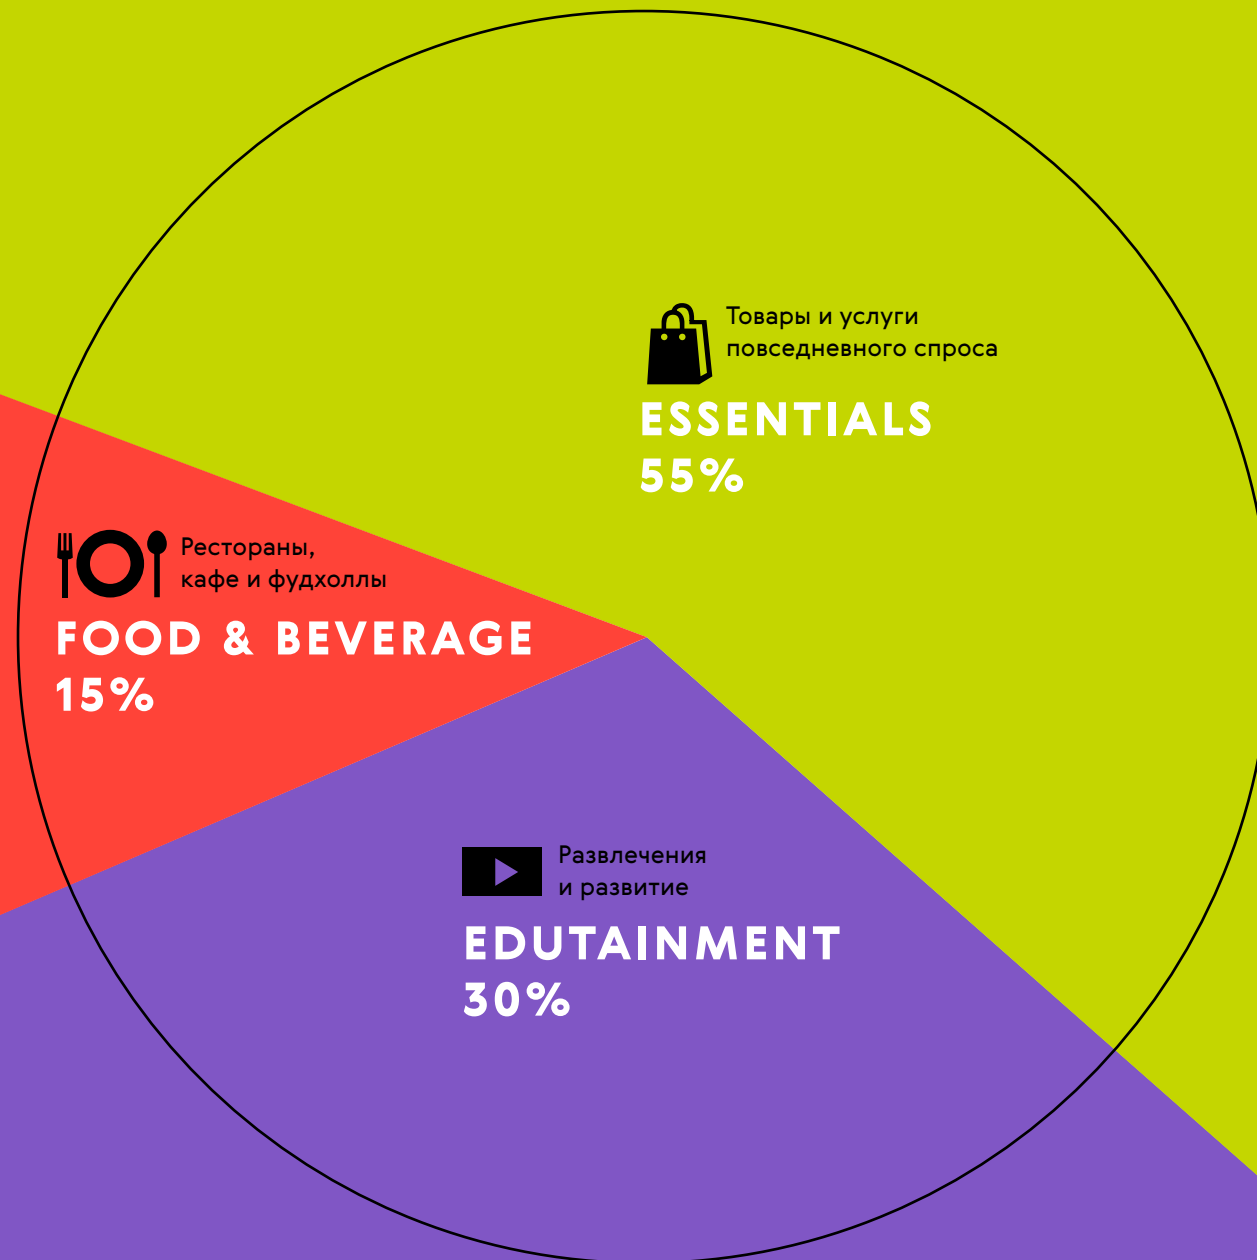 Товары и услуги
повседневного спроса
ESSENTIALS
55%
Рестораны,
кафе и фудхоллы
FOOD & BEVERAGE
15%
Развлечения
и развитие
EDUTAINMENT
30%